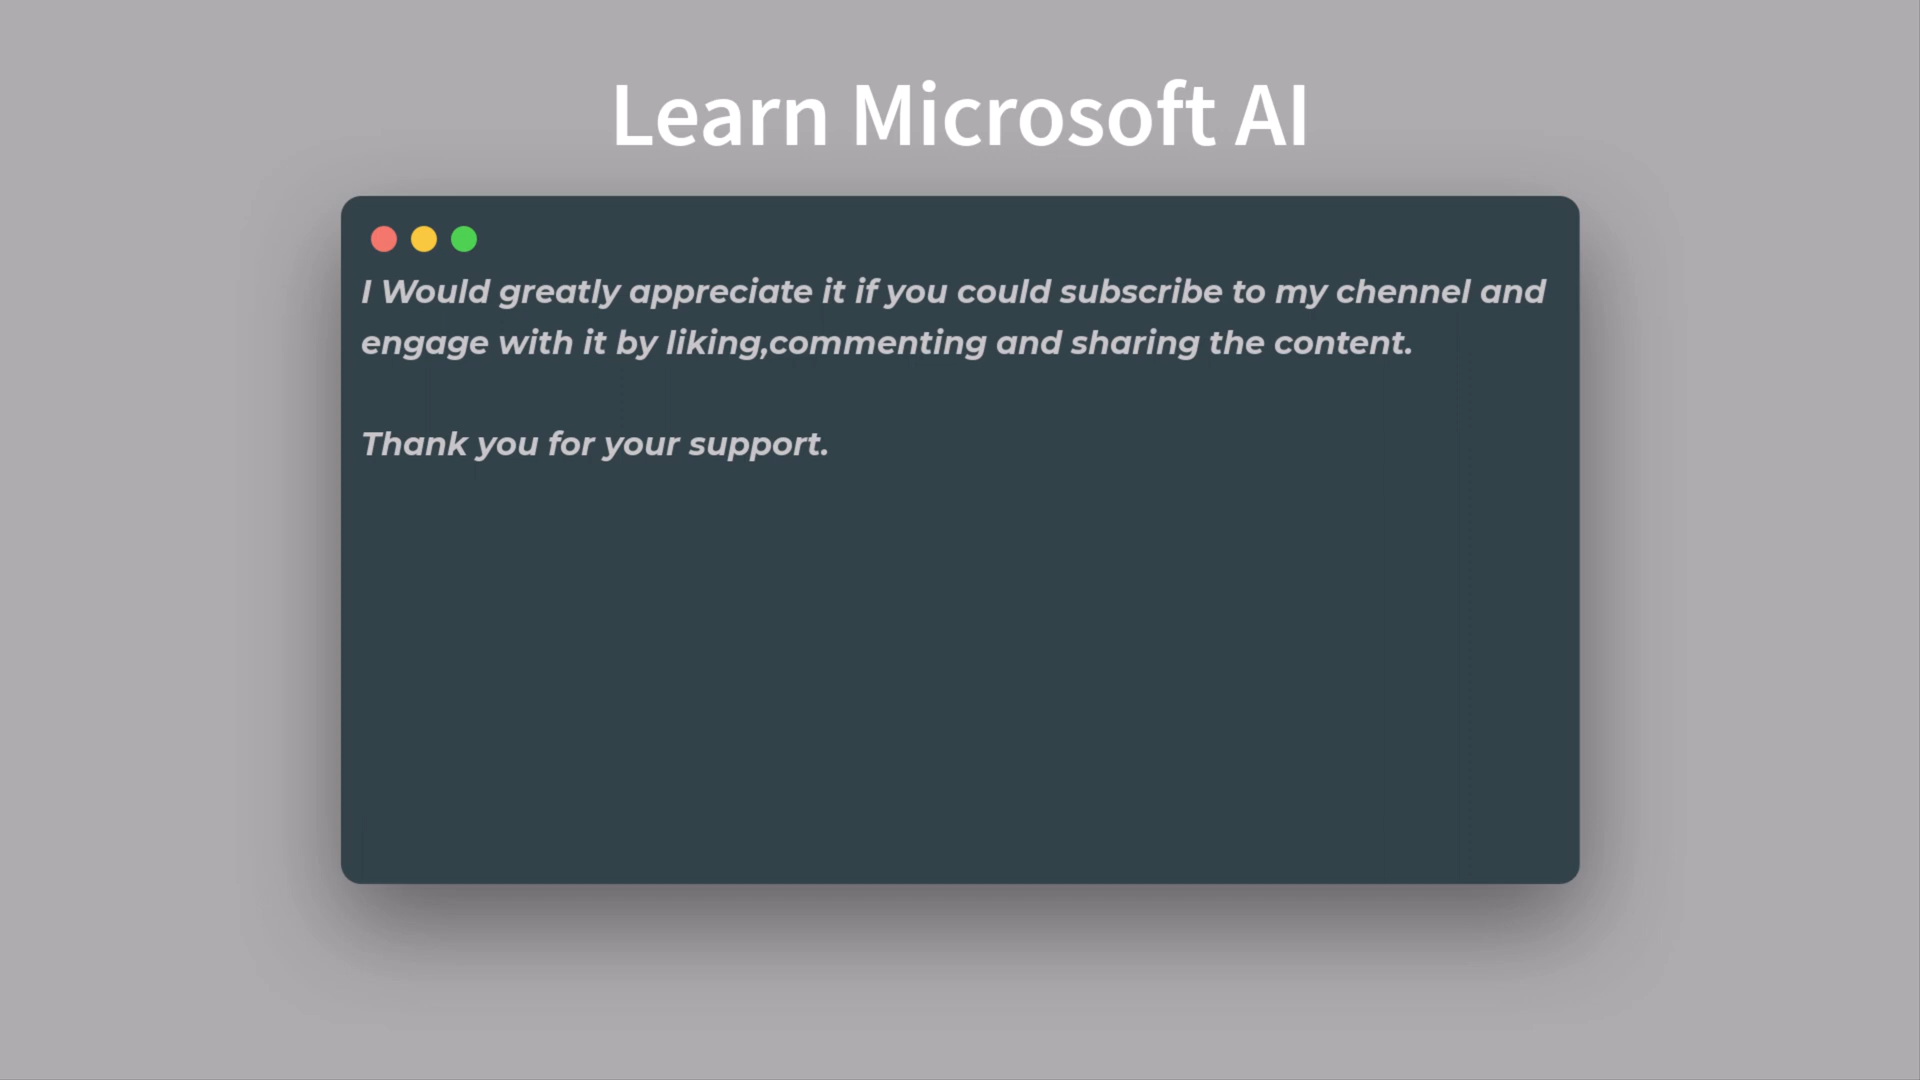 Learn Microsoft AI
I Would greatly appreciate it if you could subscribe to my chennel and
engage with it by liking,commenting and sharing the content.
Thank you for your support.